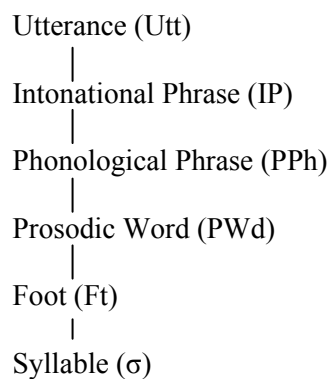 Utterance (Utt)
Intonational Phrase (IP)
Phonological Phrase (PPh)
Prosodic Word (PWd)
Foot (Ft)
Syllable (σ)